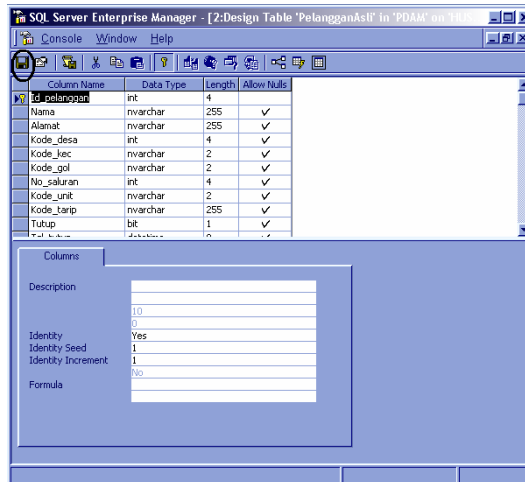 SQL Server Enterprise Manager - [2:Design Table 'PelangganAsli' in 'PDAM' on
Console Window Help
Column Name Data Type Length Allow Nulls
Id_pelanggan int 4
Nama nvarchar 255
Alamat nvarchar 255
Kode_desa int 4
Kode_kec nvarchar 2
Kode_gol nvarchar 2
No_saluran int 4
Kode_unit nvarchar 2
Kode_tarip nvarchar 255
Tutup bit 1
Columns
Description
10
0
Identity Yes
Identity Seed 1
Identity Increment 1
No
Formula